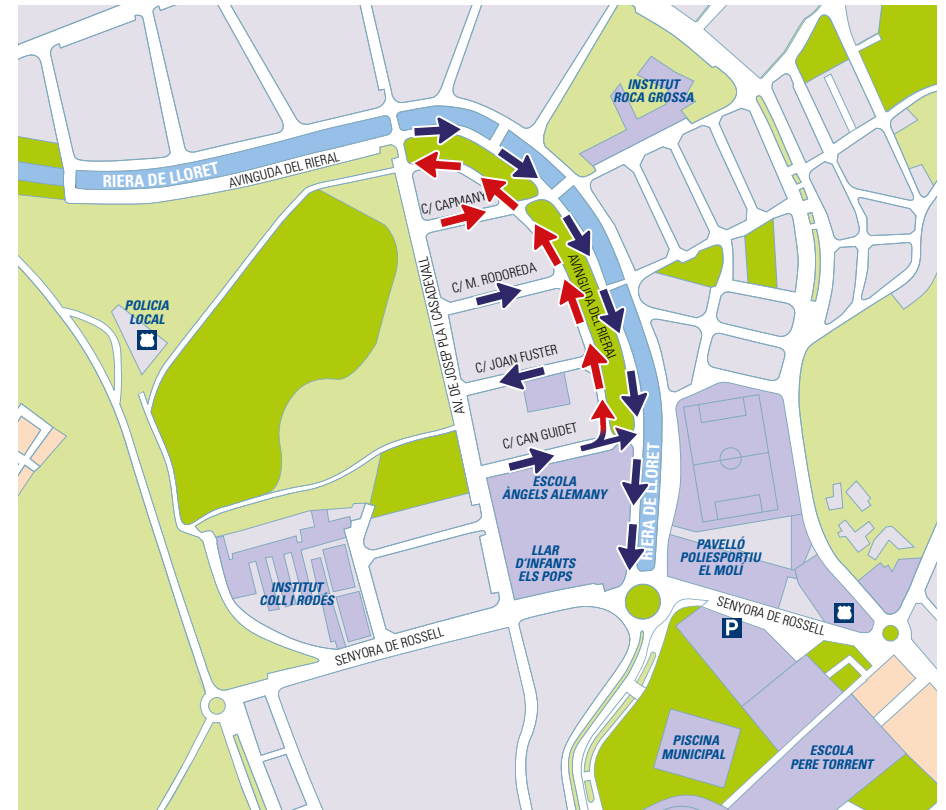 INSTITUT
ROCA GROSSA
RIERA DE LLORET
AVINGUDA DEL RIERAL
C/ CAPMANY
C/ M. RODOREDA
AVINGUDA DEL RIERAL
AV. DE JOSEP PLA I CASADEVALL
POLICIA
LOCAL
C/ JOAN FUSTER
C/ CAN GUIDET
ESCOLA
ÀNGELS ALEMANY
RIERA DE LLORET
LLAR
D'INFANTS
ELS POPS
PAVELLÓ
POLIESPORTIU
EL MOLÍ
INSTITUT
COLL I RODÉS
SENYORA DE ROSSELL
SENYORA DE ROSSELL
P
PISCINA
MUNICIPAL
ESCOLA
PERE TORRENT